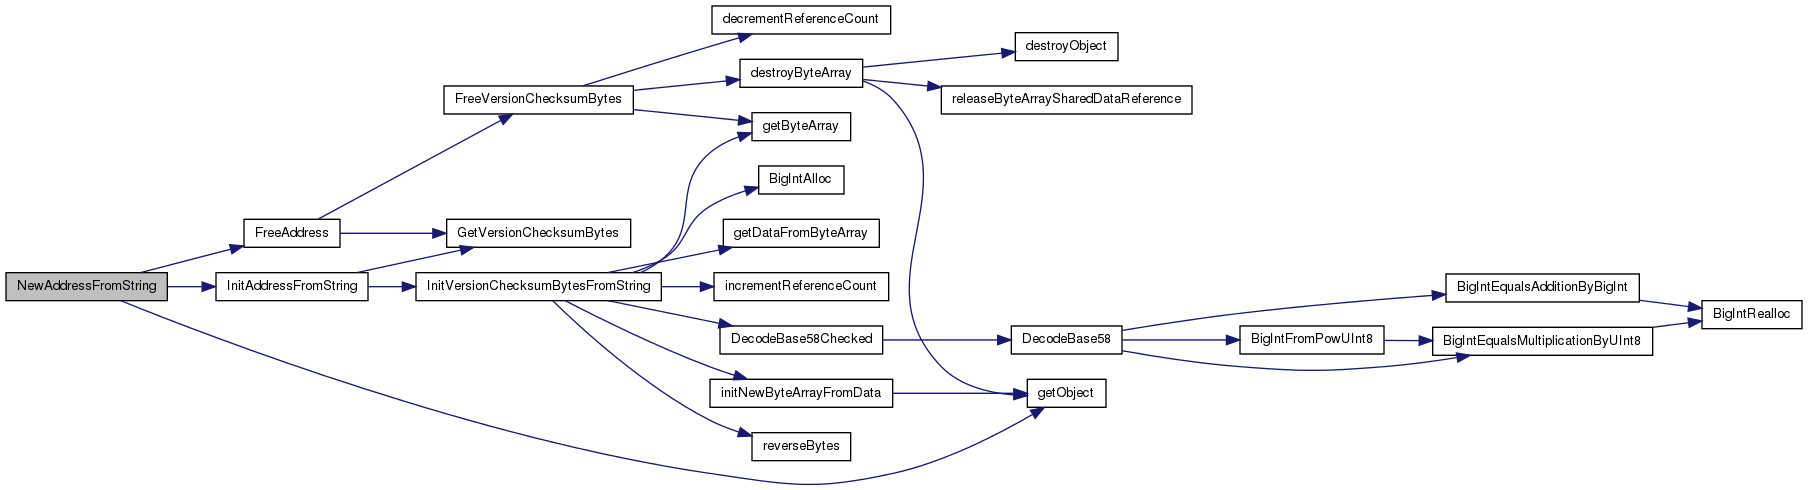 decrementReferenceCount
destroyObject
destroyByteArray
FreeVersionChecksumBytes
releaseByteArraySharedDataReference
getByteArray
BigIntAlloc
FreeAddress
GetVersionChecksumBytes
getDataFromByteArray
NewAddressFromString
InitAddressFromString
InitVersionChecksumBytesFromString
incrementReferenceCount
BigIntEqualsAdditionByBigInt
BigIntRealloc
DecodeBase58Checked
DecodeBase58
BigIntFromPowUInt8
BigIntEqualsMultiplicationByUInt8
initNewByteArrayFromData
getObject
reverseBytes